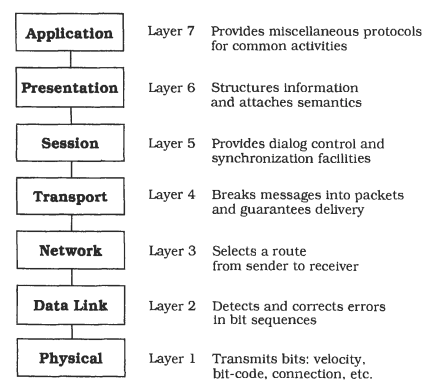 Application Layer 7 Provides miscellaneous protocols
for common activities
Presentation Layer 6 Structures information
and attaches semantics
Session Layer 5 Provides dialog control and
synchronization facilities
Transport Layer 4 Breaks messages into packets
and guarantees delivery
Network Layer 3 Selects a route
from sender to receiver
Data Link Layer 2 Detects and corrects errors
in bit sequences
Physical Layer 1 Transmits bits: velocity,
bit-code, connection, etc.